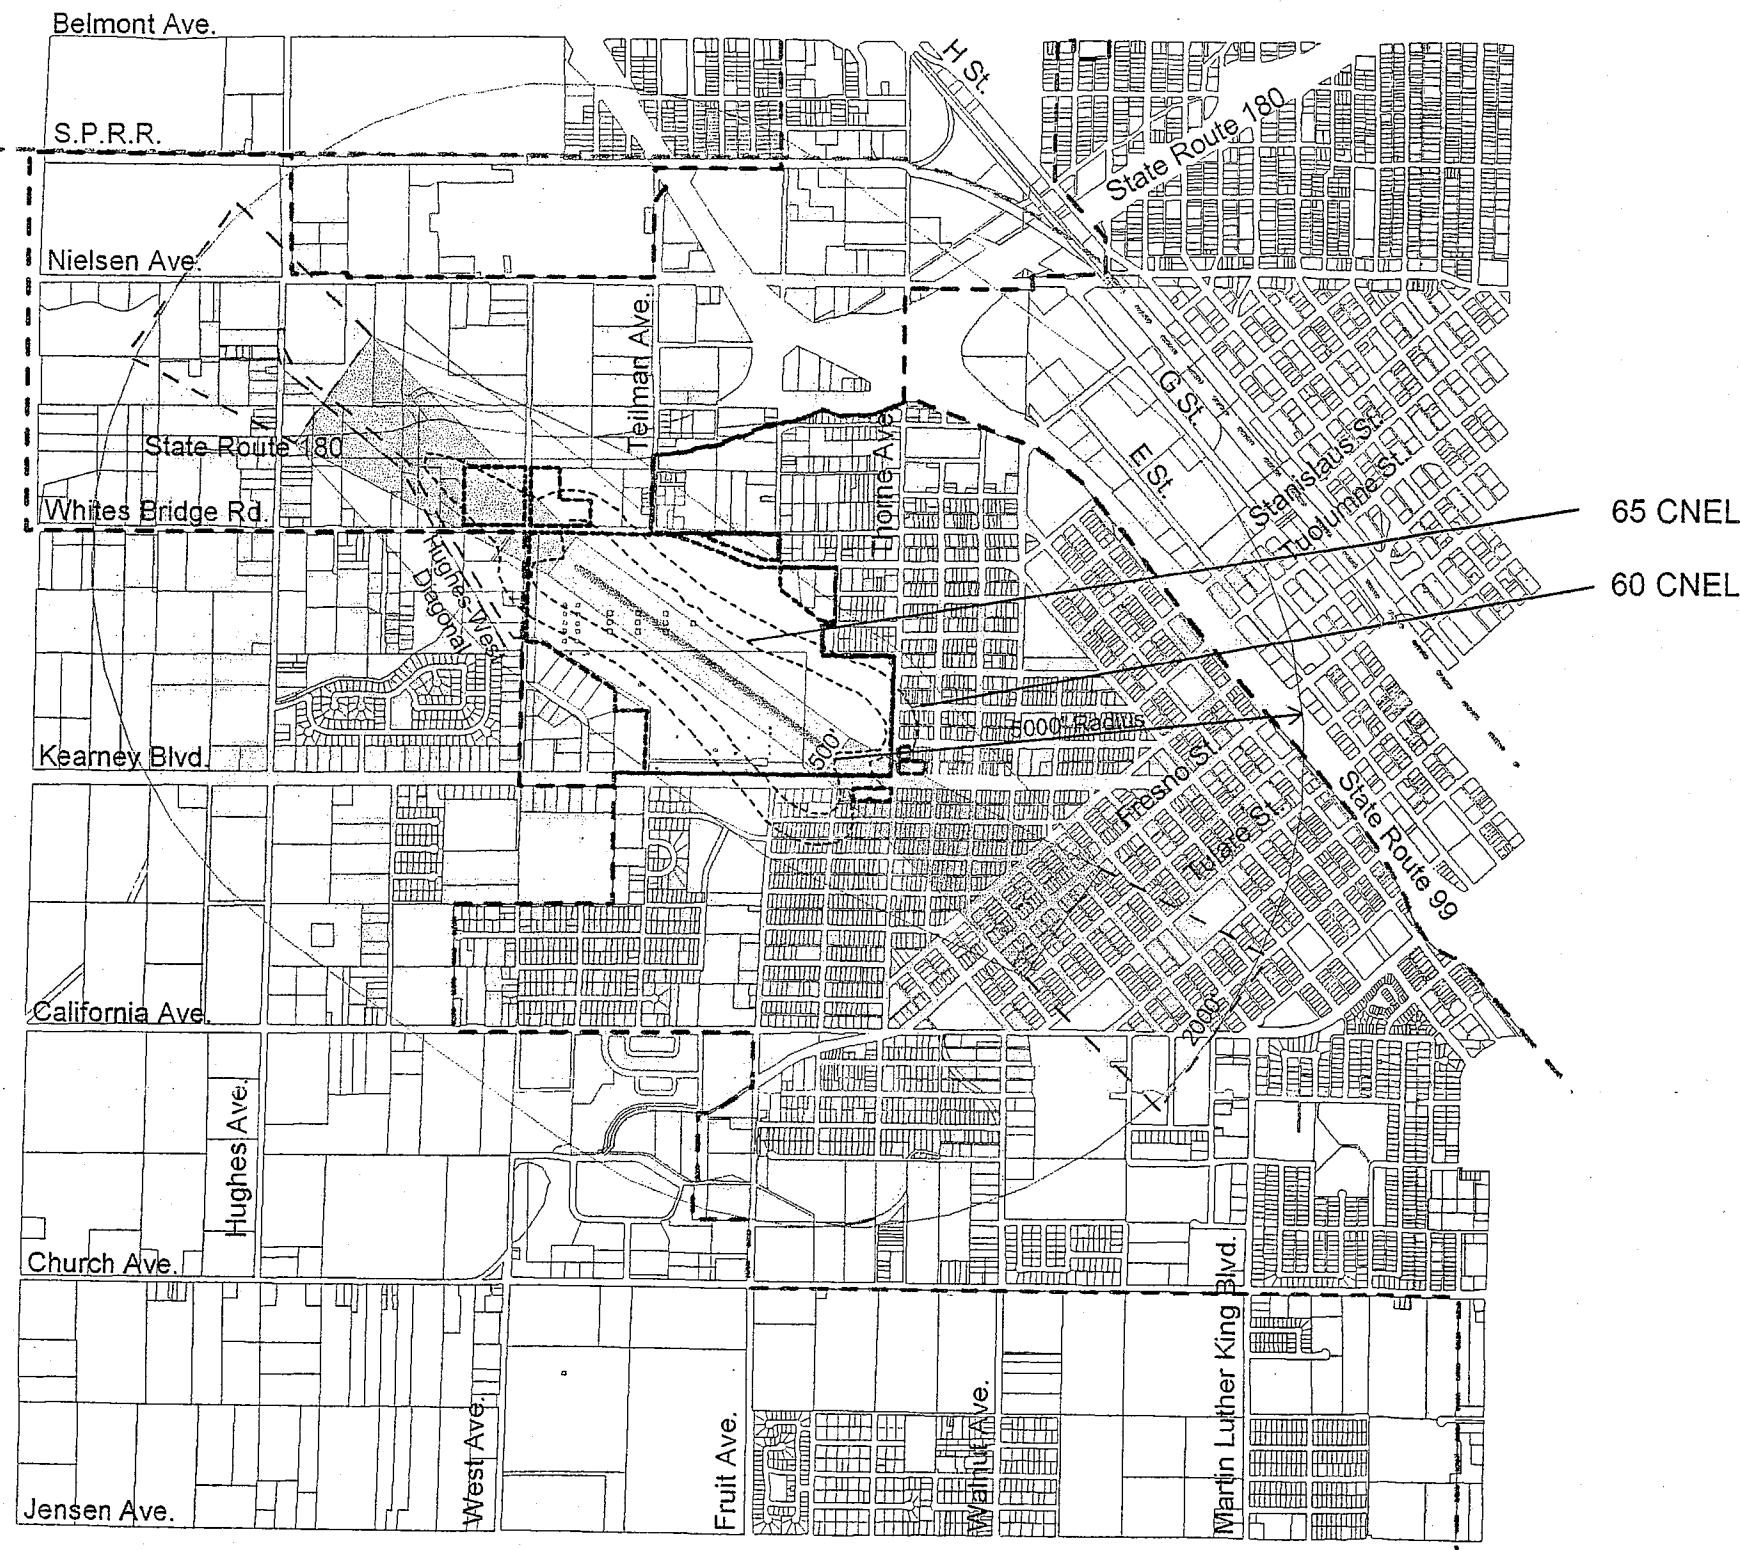 Belmont Ave.
H St.
S.P.R.R.
State Route 180
Nielsen Ave.
Teilman Ave.
G St.
Thorne Ave.
State Route 180
E St.
Stanislaus St.
Tuolumne St.
Whites Bridge Rd.
65 CNEL
Hughes West
Diagonal
60 CNEL
5000' Radius
500'
Kearney Blvd.
Fresno St.
Tulare St.
State Route 99
California Ave.
2000'
Hughes Ave.
Church Ave.
Martin Luther King Blvd.
West Ave.
Fruit Ave.
Walnut Ave.
Jensen Ave.